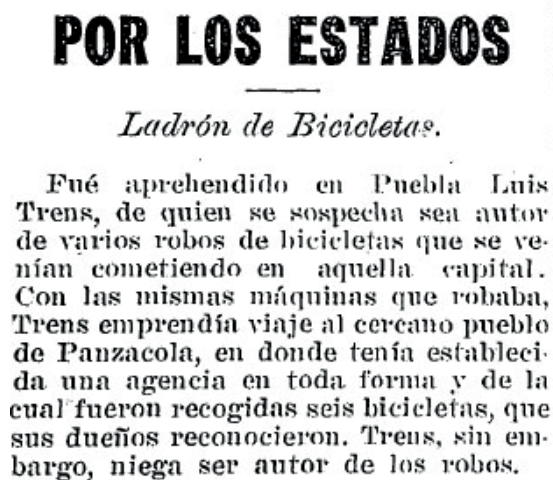 POR LOS ESTADOS
Ladrón de Bicicletas.
Fué aprehendido en Puebla Luis
Trens, de quien se sospecha sea autor
de varios robos de bicicletas que se ve-
nían cometiendo en aquella capital.
Con las mismas máquinas que robaba,
Trens emprendía viaje al cercano pueblo
de Panzacola, en donde tenía estableci-
da una agencia en toda forma y de la
cual fueron recogidas seis bicicletas, que
sus dueños reconocieron. Trens, sin em-
bargo, niega ser autor de los robos.